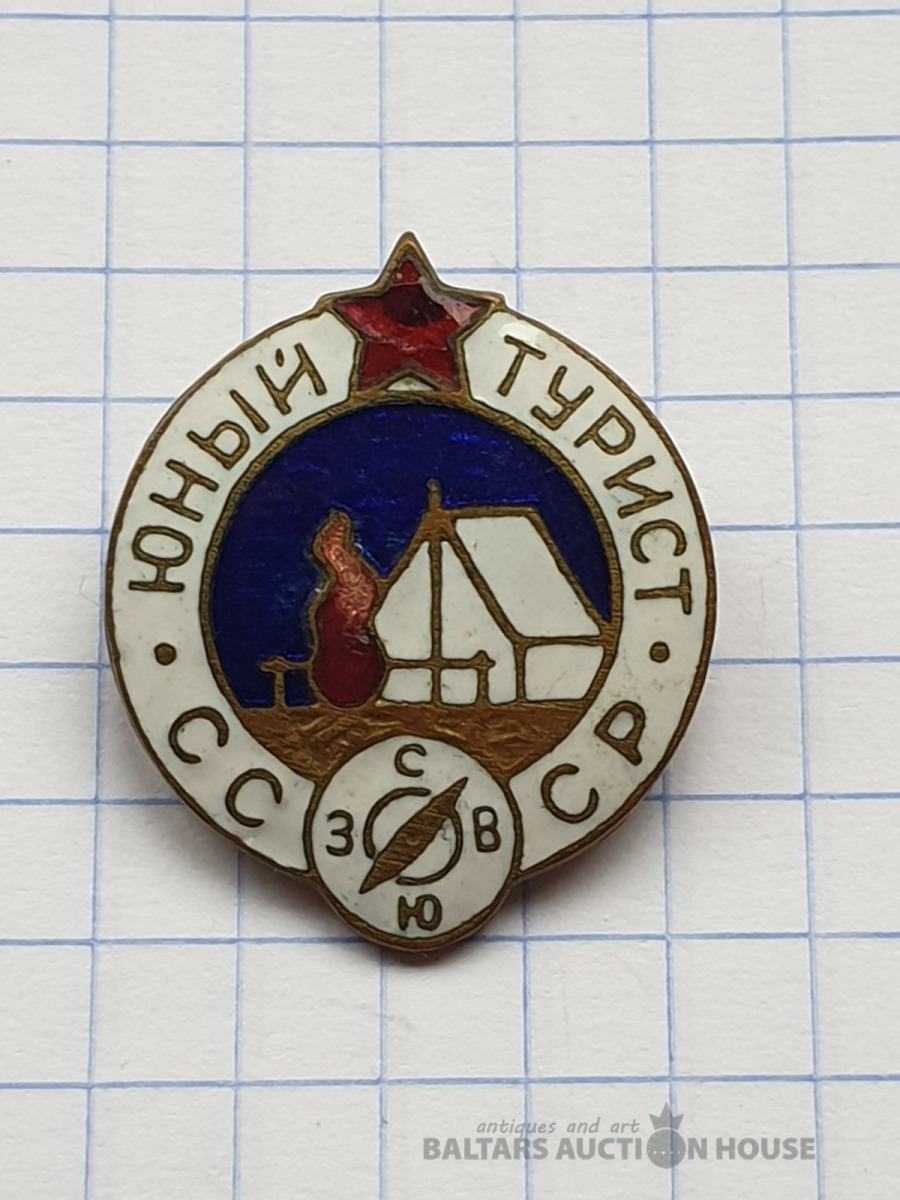 ЮНЫЙ ТУРИСТ
СССР
С
З В
Ю
antiques and art
BALTARS AUCTION HOUSE